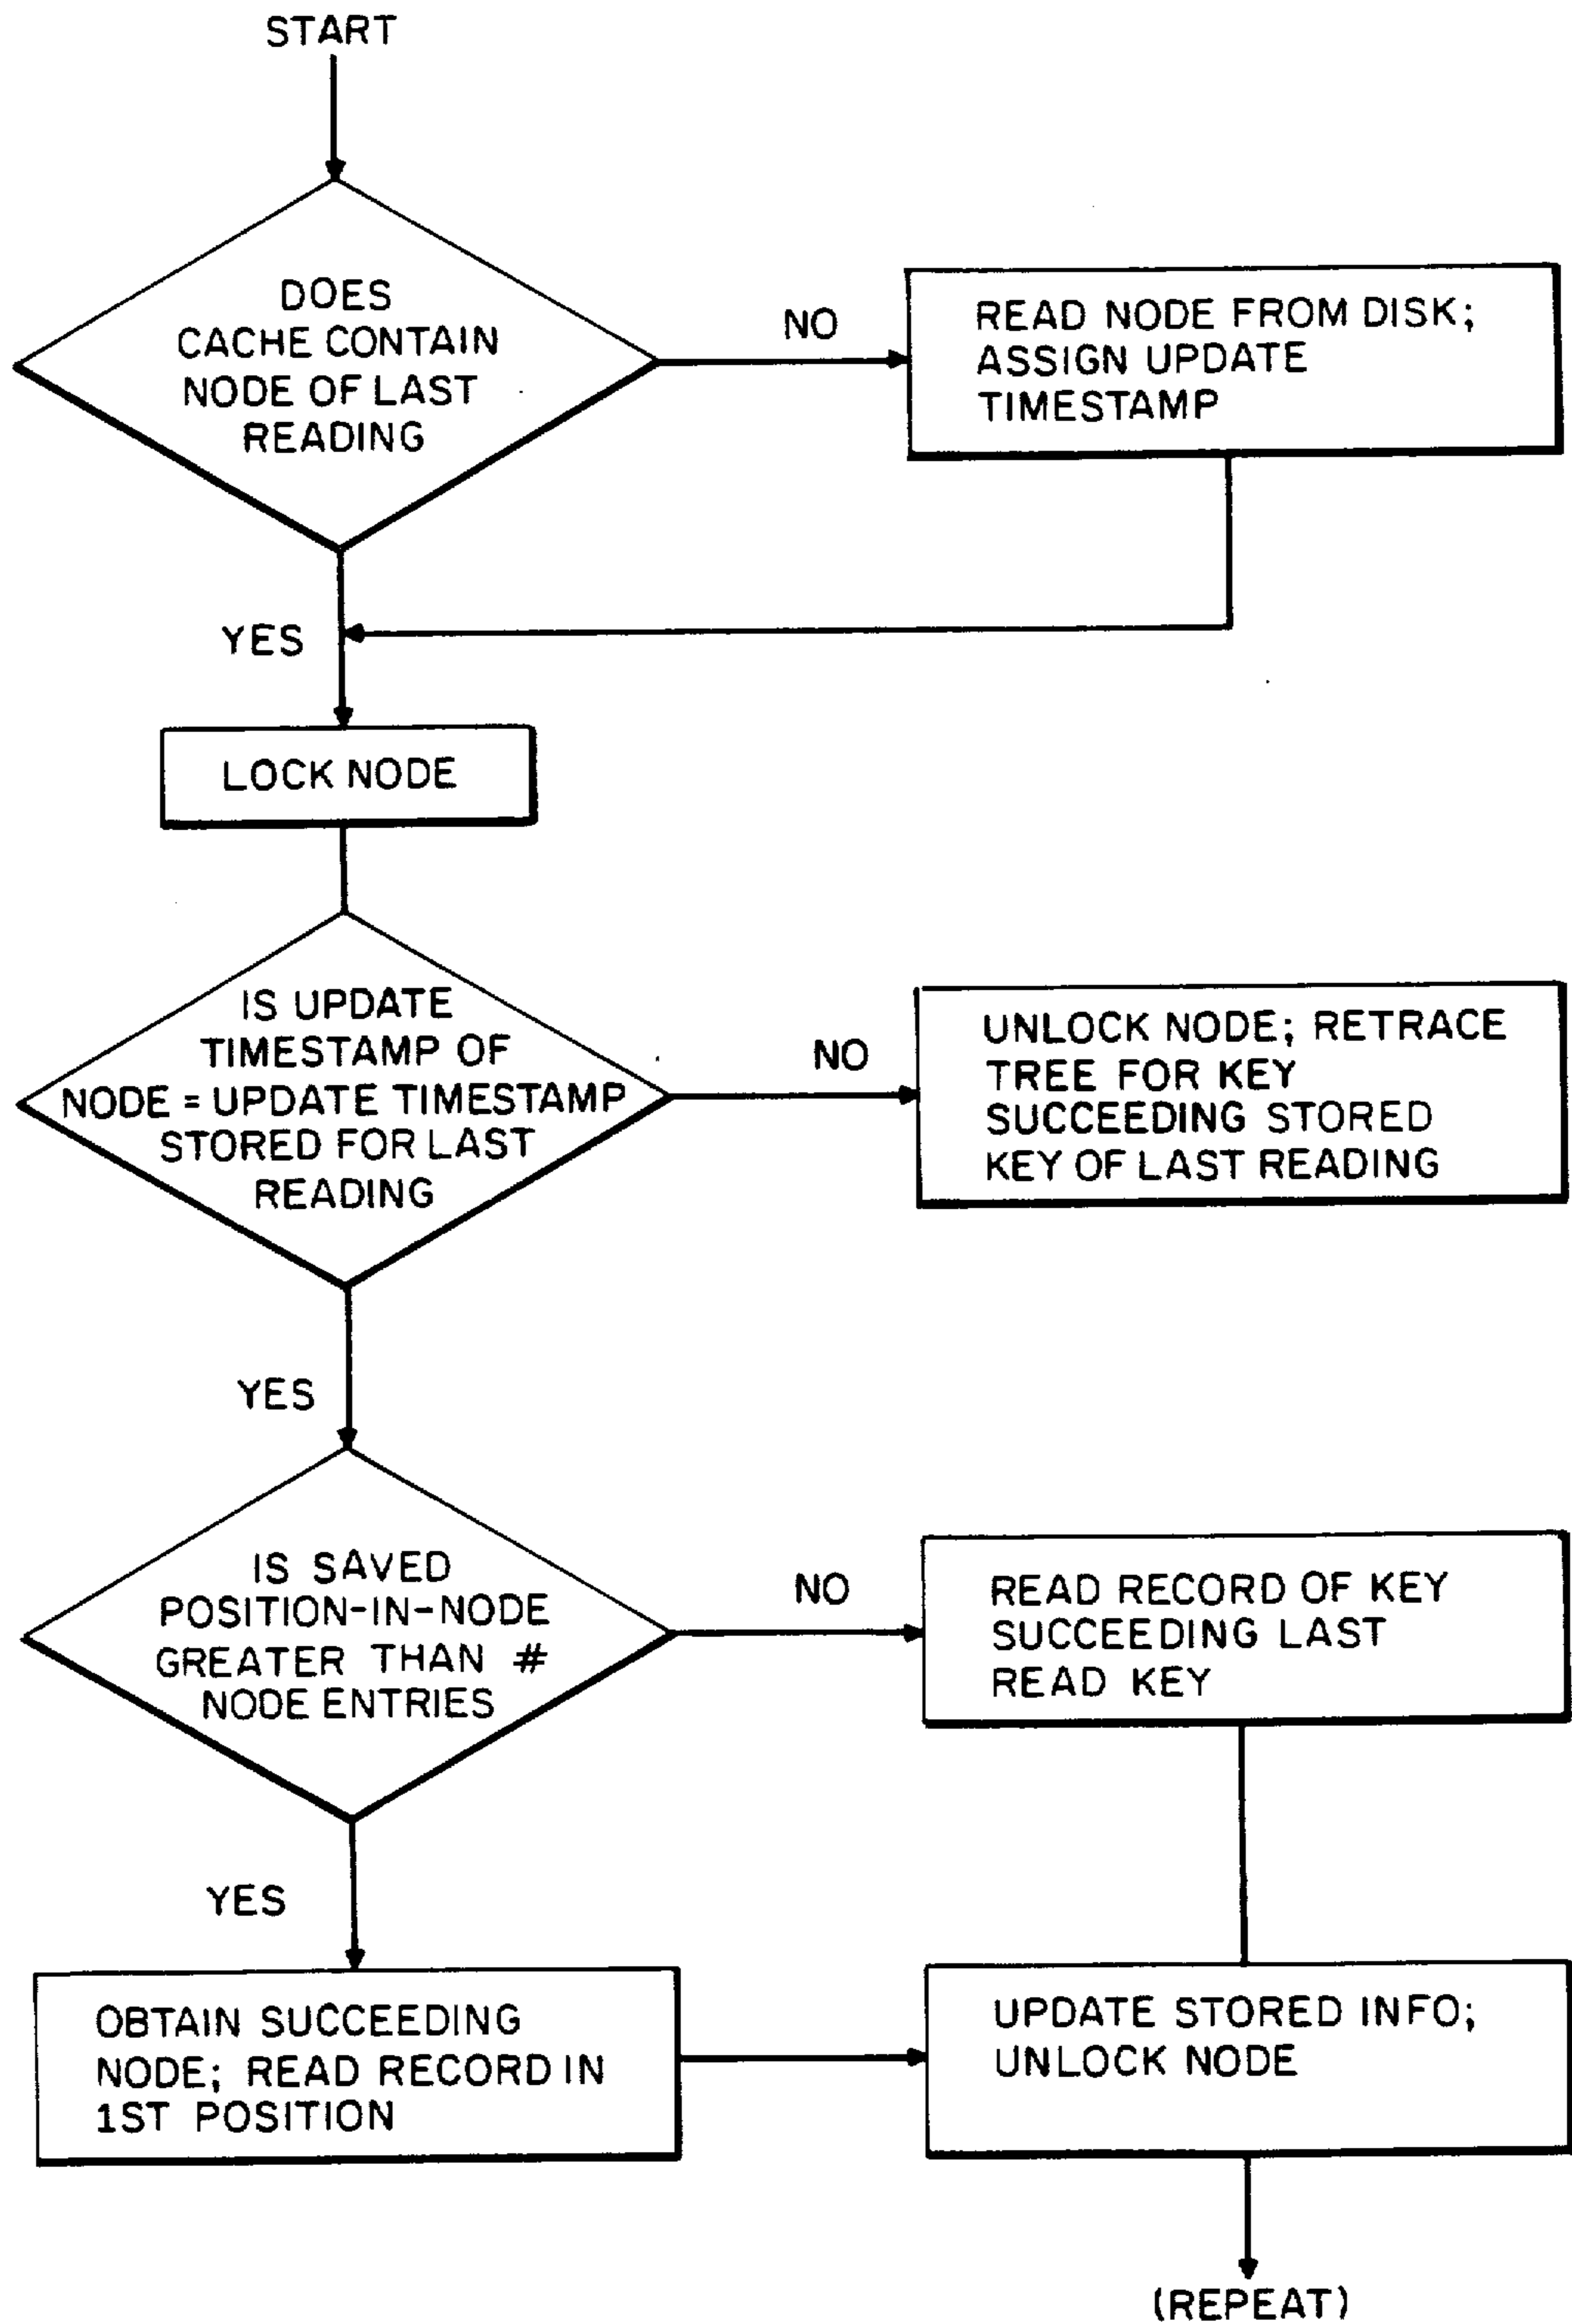 START
DOES
CACHE CONTAIN
NODE OF LAST
READING
NO
READ NODE FROM DISK;
ASSIGN UPDATE
TIMESTAMP
YES
LOCK NODE
IS UPDATE
TIMESTAMP OF
NODE = UPDATE TIMESTAMP
STORED FOR LAST
READING
NO
UNLOCK NODE; RETRACE
TREE FOR KEY
SUCCEEDING STORED
KEY OF LAST READING
YES
IS SAVED
POSITION-IN-NODE
GREATER THAN #
NODE ENTRIES
NO
READ RECORD OF KEY
SUCCEEDING LAST
READ KEY
YES
OBTAIN SUCCEEDING
NODE; READ RECORD IN
1ST POSITION
UPDATE STORED INFO;
UNLOCK NODE
(REPEAT)